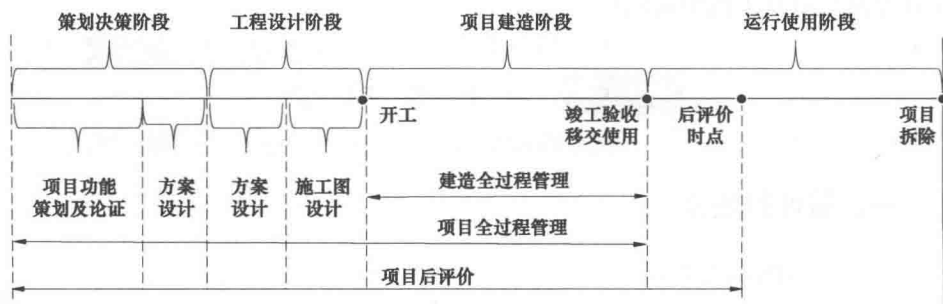 策划决策阶段
工程设计阶段
项目建造阶段
运行使用阶段
开工
竣工验收
移交使用
后评价
时点
项目
拆除
项目功能
策划及论证
方案
设计
方案
设计
施工图
设计
建造全过程管理
项目全过程管理
项目后评价